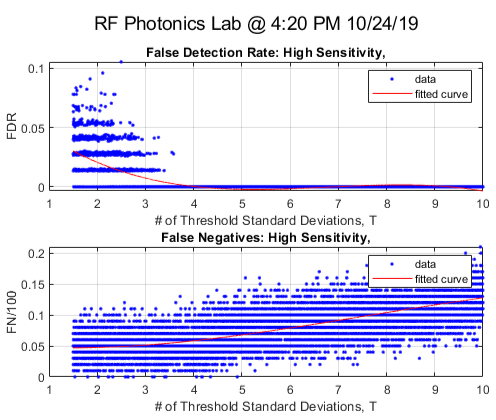 RF Photonics Lab @ 4:20 PM 10/24/19
False Detection Rate: High Sensitivity,
FDR
0.1
0.05
0
data
fitted curve
1 2 3 4 5 6 7 8 9 10
# of Threshold Standard Deviations, T
False Negatives: High Sensitivity,
FN/100
0.2
0.15
0.1
0.05
0
data
fitted curve
1 2 3 4 5 6 7 8 9 10
# of Threshold Standard Deviations, T